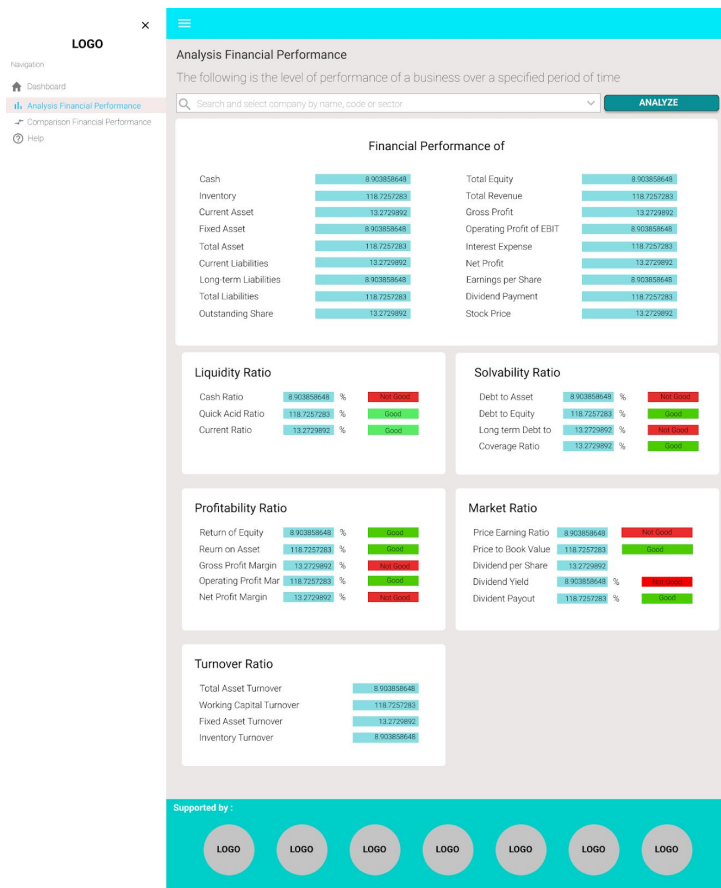 LOGO
Navigation
Dashboard
Analysis Financial Performance
Comparison Financial Performance
Help
Analysis Financial Performance
The following is the level of performance of a business over a specified period of time
Search and select company by name, code or sector
ANALYZE
Financial Performance of
Cash 8.903858648
Inventory 118.7257283
Current Asset 13.2729892
Fixed Asset 8.903858648
Total Asset 118.7257283
Current Liabilities 13.2729892
Long-term Liabilities 8.903858648
Total Liabilities 118.7257283
Outstanding Share 13.2729892
Total Equity 8.903858648
Total Revenue 118.7257283
Gross Profit 13.2729892
Operating Profit of EBIT 8.903858648
Interest Expense 118.7257283
Net Profit 13.2729892
Earnings per Share 8.903858648
Dividend Payment 118.7257283
Stock Price 13.2729892
Liquidity Ratio
Cash Ratio 8.903858648 % Not Good
Quick Acid Ratio 118.7257283 % Good
Current Ratio 13.2729892 % Good
Solvability Ratio
Debt to Asset 8.903858648 % Not Good
Debt to Equity 118.7257283 % Good
Long term Debt to 13.2729892 % Not Good
Coverage Ratio 13.2729892 % Good
Profitability Ratio
Return of Equity 8.903858648 % Good
Reurn on Asset 118.7257283 % Good
Gross Profit Margin 13.2729892 % Not Good
Operating Profit Mar 118.7257283 % Good
Net Profit Margin 13.2729892 % Not Good
Market Ratio
Price Earning Ratio 8.903858648 Not Good
Price to Book Value 118.7257283 Good
Dividend per Share 13.2729892
Dividend Yield 8.903858648 % Not Good
Divident Payout 118.7257283 % Good
Turnover Ratio
Total Asset Turnover 8.903858648
Working Capital Turnover 118.7257283
Fixed Asset Turnover 13.2729892
Inventory Turnover 8.903858648
Supported by :
LOGO LOGO LOGO LOGO LOGO LOGO LOGO